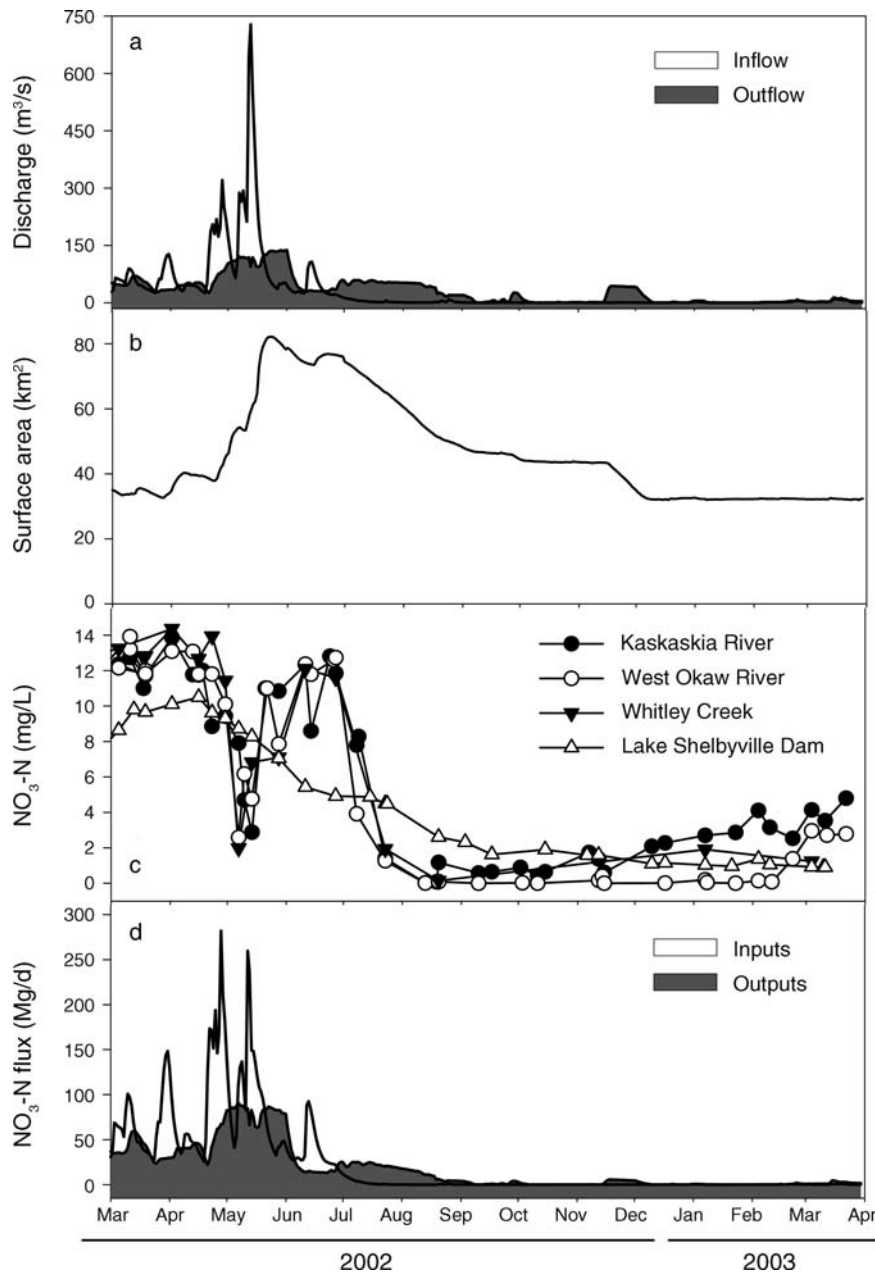 a
Discharge (m³/s)
750
600
450
300
150
0
Inflow
Outflow
b
Surface area (km²)
80
60
40
20
0
c
NO₃-N (mg/L)
14
12
10
8
6
4
2
0
Kaskaskia River
West Okaw River
Whitley Creek
Lake Shelbyville Dam
d
NO₃-N flux (Mg/d)
300
250
200
150
100
50
0
Inputs
Outputs
Mar Apr May Jun Jul Aug Sep Oct Nov Dec Jan Feb Mar Apr
2002 2003